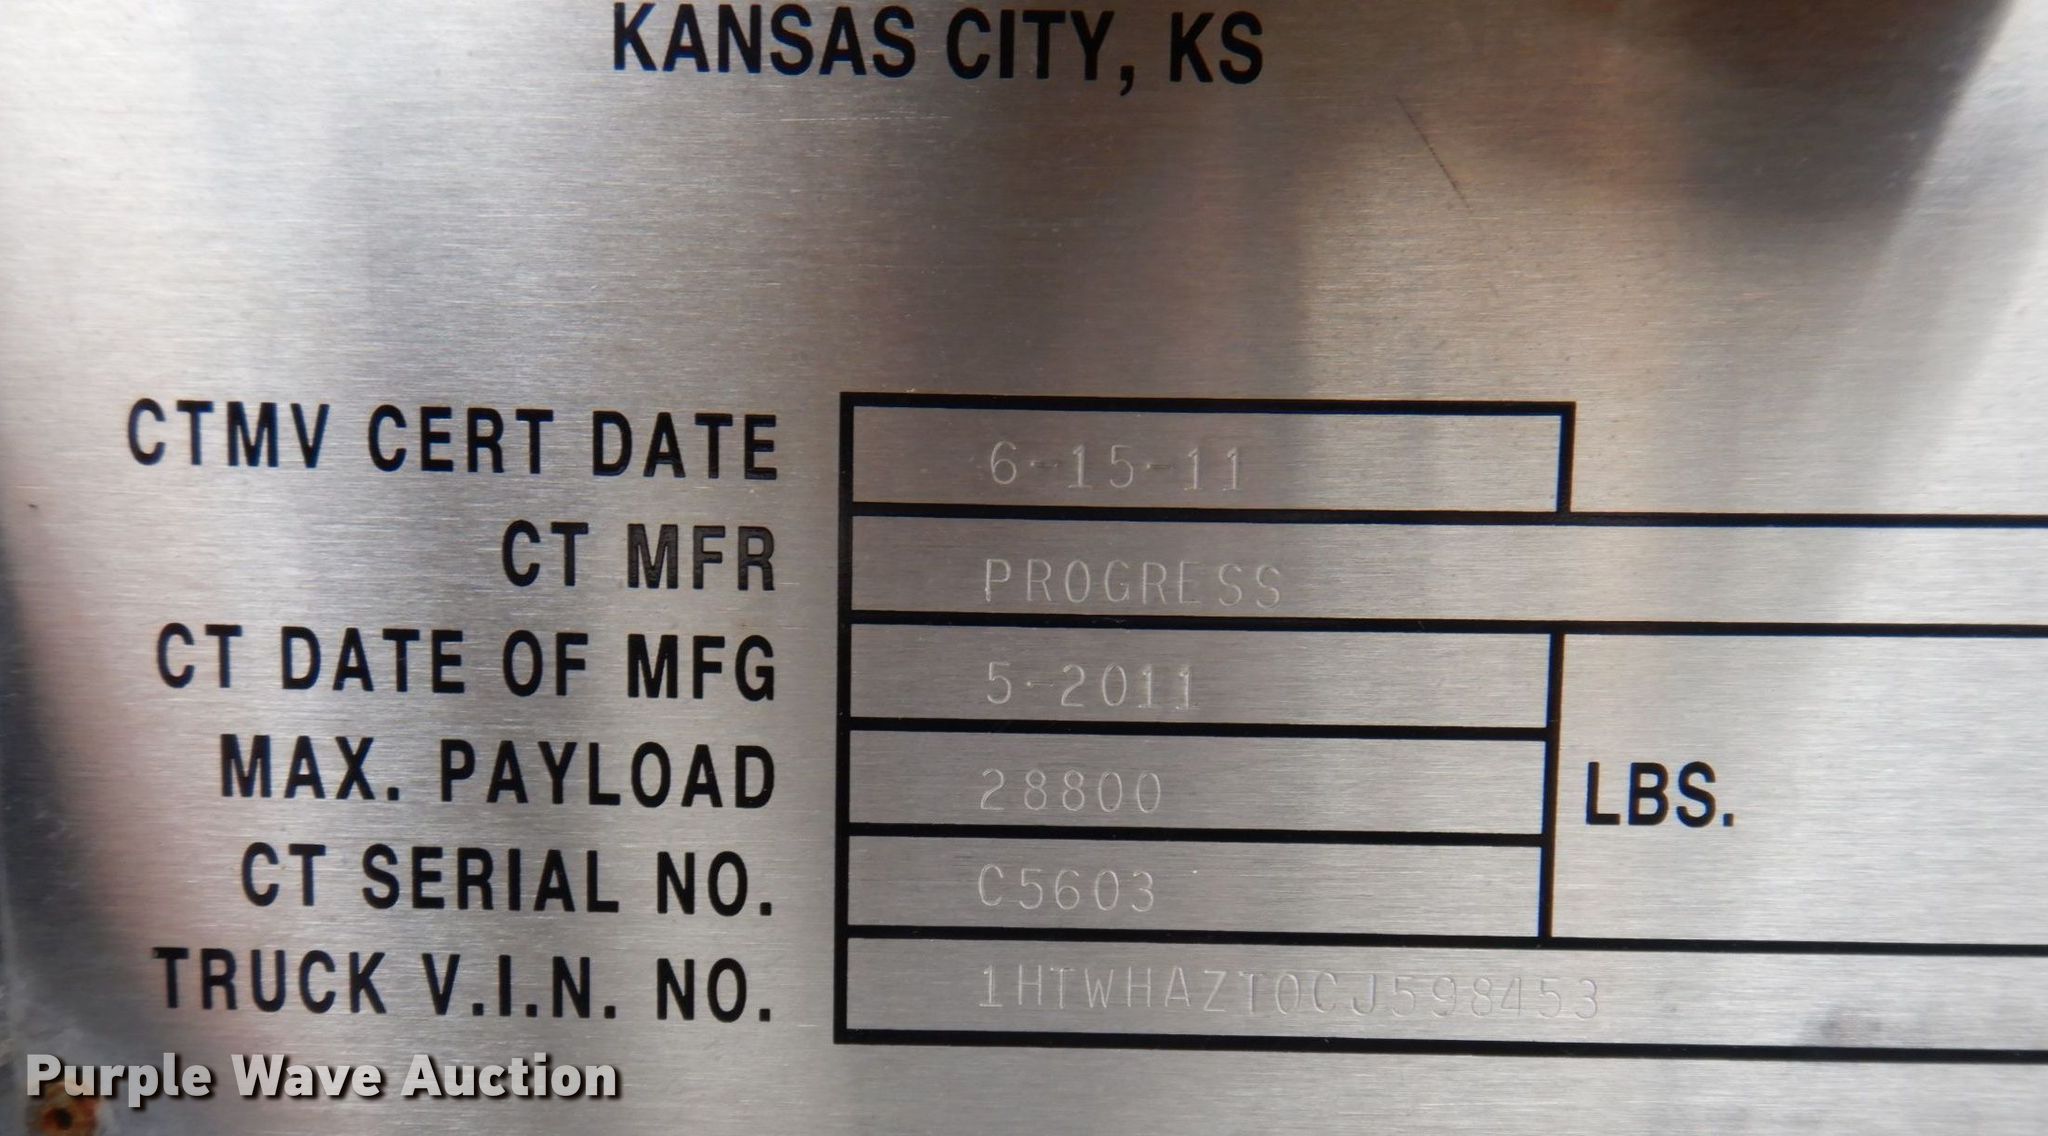 KANSAS CITY, KS
CTMV CERT DATE 6-15-11
CT MFR PROGRESS
CT DATE OF MFG 5-2011
MAX. PAYLOAD 28800 LBS.
CT SERIAL NO. C5603
TRUCK V.I.N. NO. 1HTWHAZT0CJ598453
Purple Wave Auction